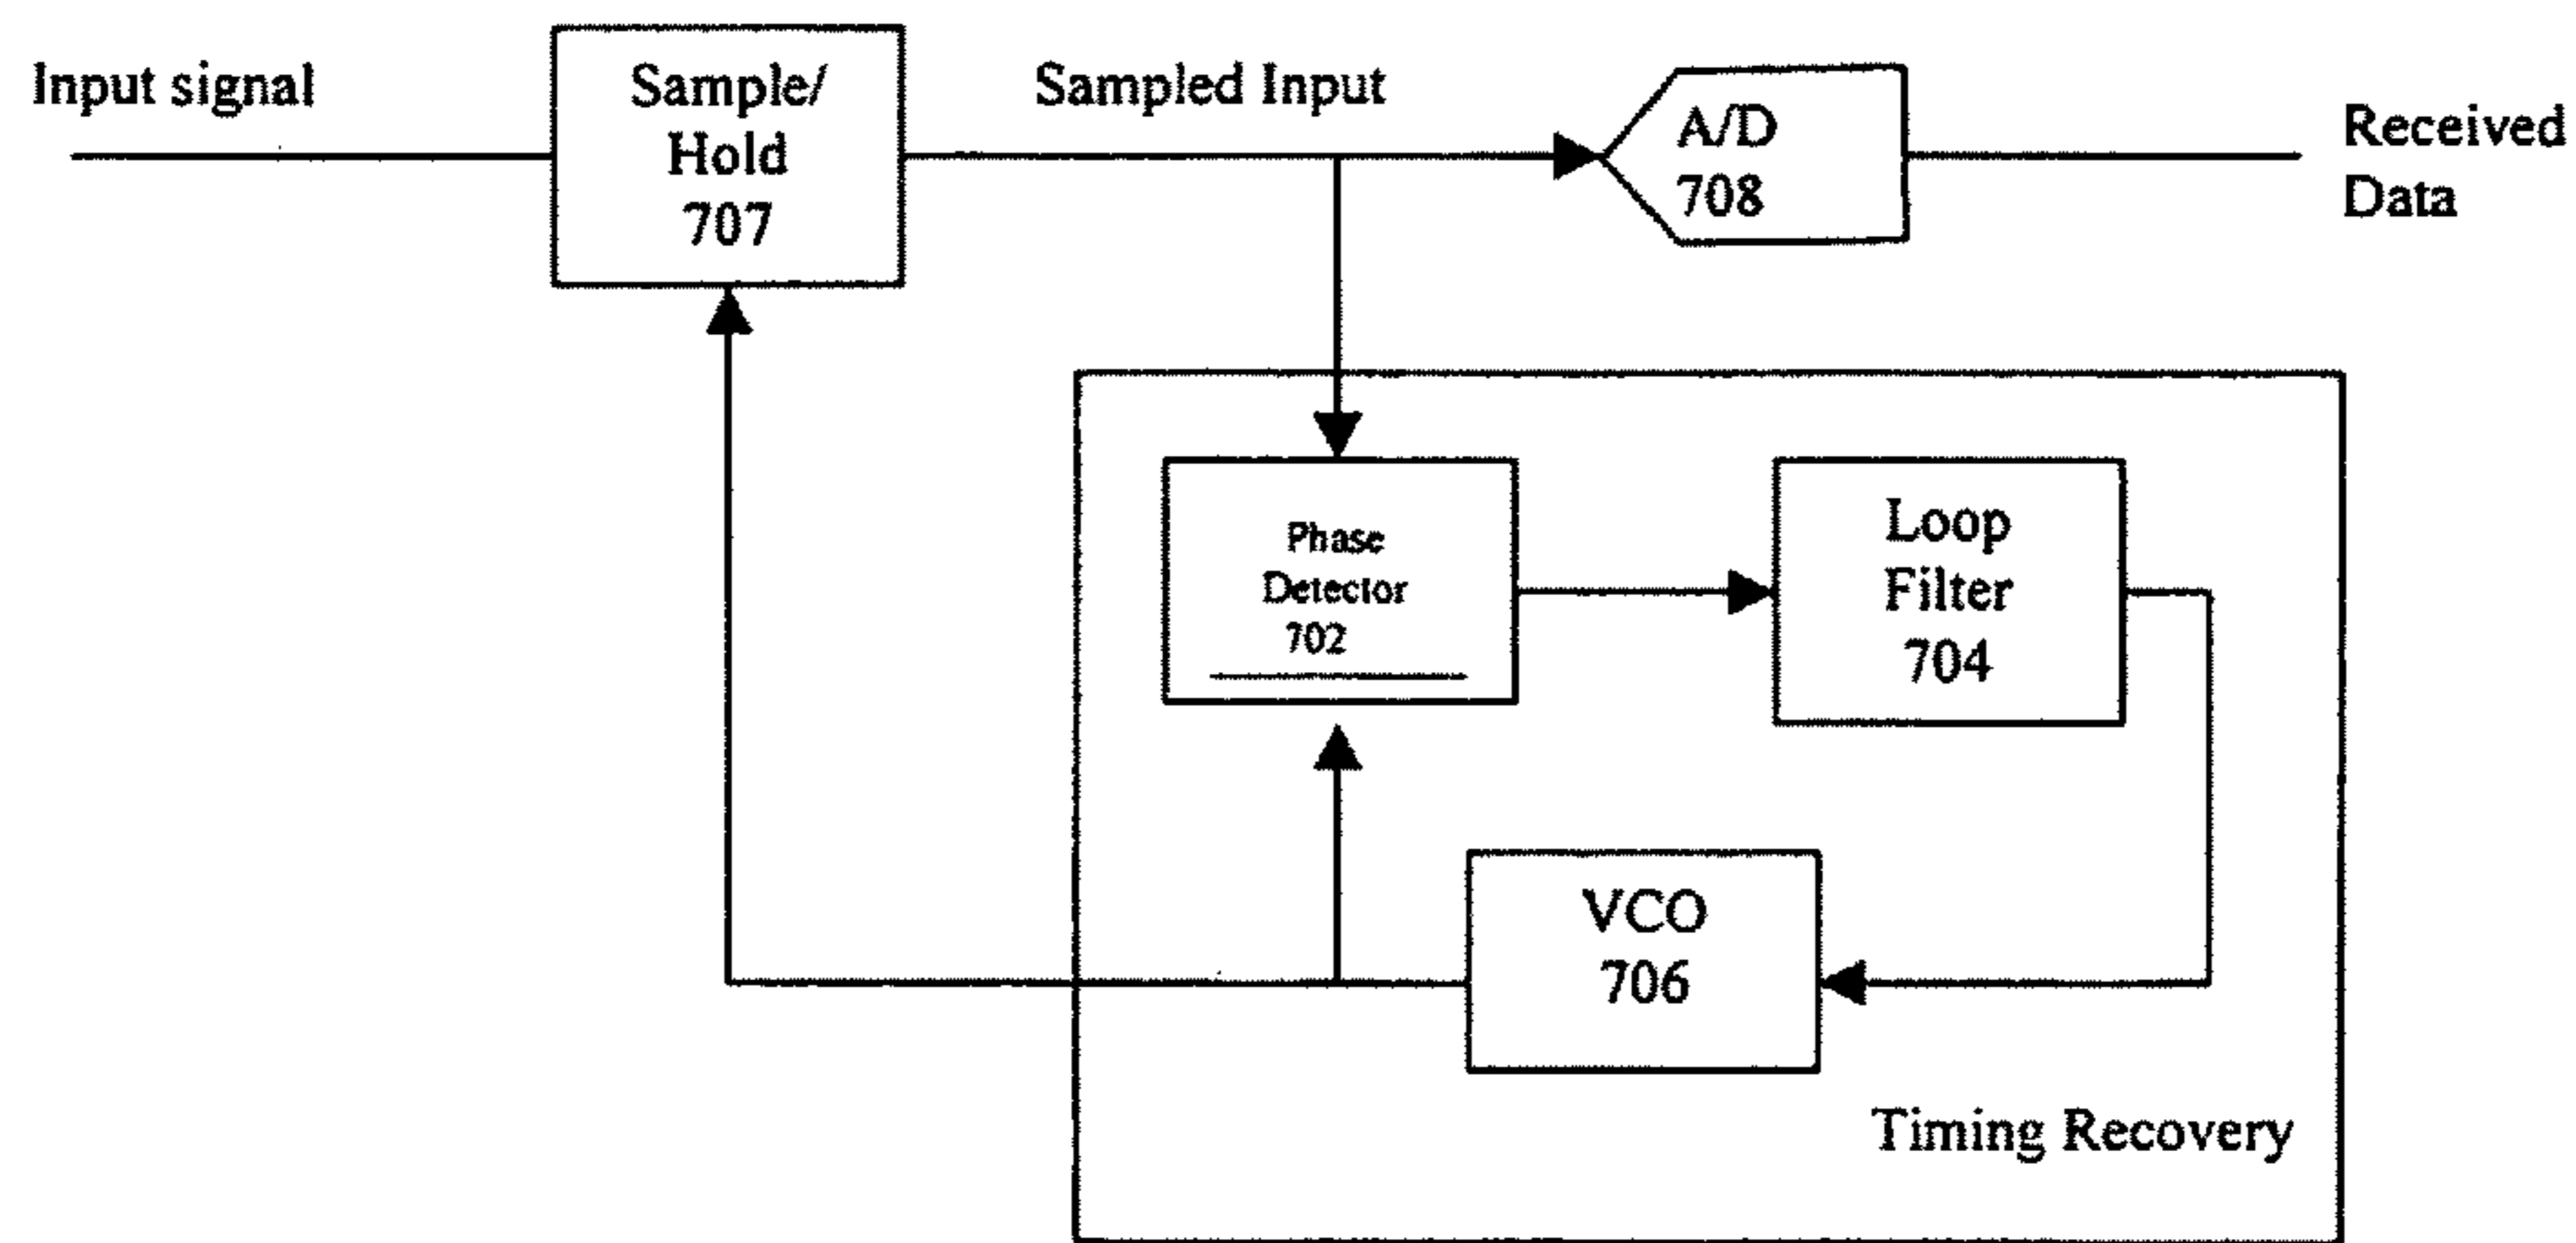 Input signal
Sample/
Hold
707
Sampled Input
A/D
708
Received
Data
Phase
Detector
702
Loop
Filter
704
VCO
706
Timing Recovery